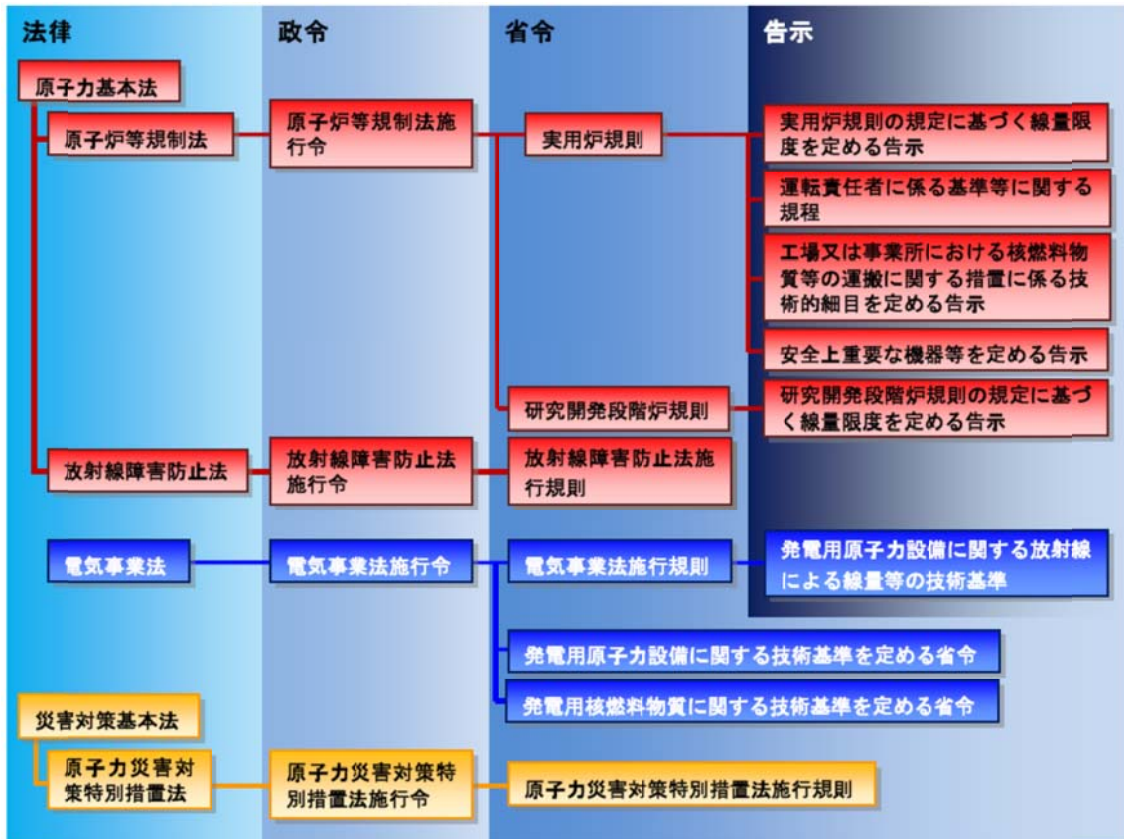 法律
政令
省令
告示
原子力基本法
原子炉等規制法
原子炉等規制法施
行令
実用炉規則
実用炉規則の規定に基づく線量限
度を定める告示
運転責任者に係る基準等に関する
規程
工場又は事業所における核燃料物
質等の運搬に関する措置に係る技
術的細目を定める告示
安全上重要な機器等を定める告示
研究開発段階炉規則
研究開発段階炉規則の規定に基づ
く線量限度を定める告示
放射線障害防止法
放射線障害防止法
施行令
放射線障害防止法施
行規則
電気事業法
電気事業法施行令
電気事業法施行規則
発電用原子力設備に関する放射線
による線量等の技術基準
発電用原子力設備に関する技術基準を定める省令
発電用核燃料物質に関する技術基準を定める省令
災害対策基本法
原子力災害対
策特別措置法
原子力災害対策特
別措置法施行令
原子力災害対策特別措置法施行規則